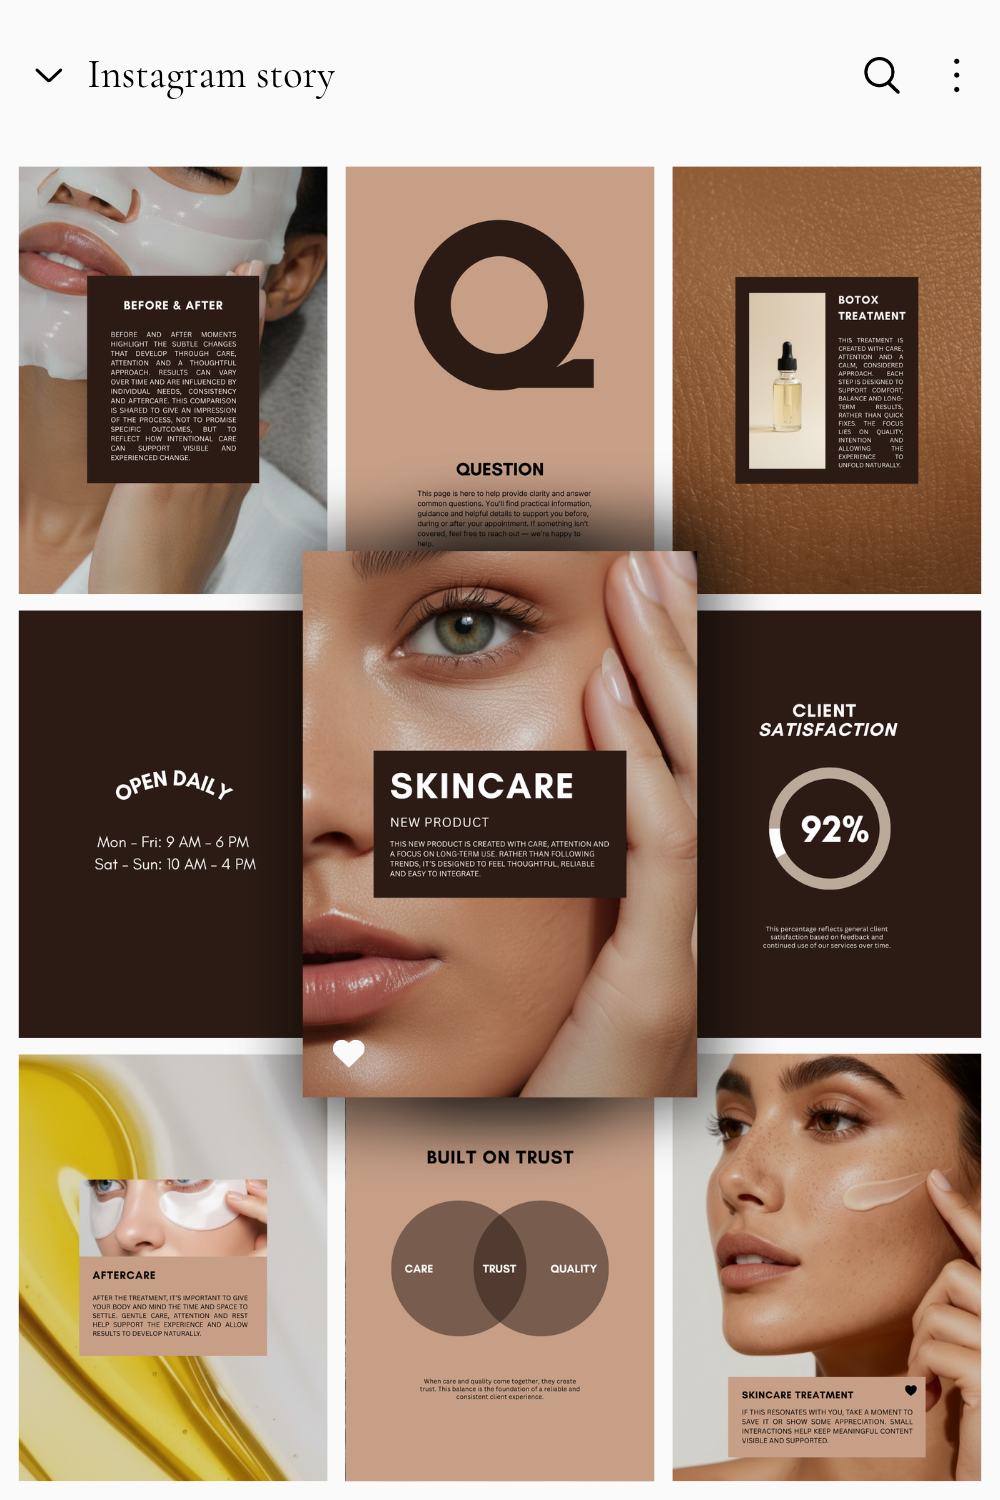 Instagram story
BEFORE & AFTER
BEFORE AND AFTER MOMENTS
HIGHLIGHT THE SUBTLE CHANGES
THAT DEVELOP THROUGH CARE,
ATTENTION AND A THOUGHTFUL
APPROACH. RESULTS CAN VARY
OVER TIME AND ARE INFLUENCED BY
INDIVIDUAL NEEDS, CONSISTENCY
AND AFTERCARE. THIS COMPARISON
IS SHARED TO GIVE AN IMPRESSION
OF THE PROCESS, NOT TO PROMISE
SPECIFIC OUTCOMES, BUT TO
REFLECT HOW INTENTIONAL CARE
CAN SUPPORT VISIBLE AND
EXPERIENCED CHANGE.
Q
QUESTION
This page is here to help provide clarity and answer
common questions. You'll find practical information,
guidance and helpful details to support you before,
during or after your appointment. If something isn't
covered, feel free to reach out — we're happy to
help.
BOTOX
TREATMENT
THIS TREATMENT IS
CREATED WITH CARE,
ATTENTION AND A
CALM, CONSIDERED
APPROACH. EACH
STEP IS DESIGNED TO
SUPPORT COMFORT,
BALANCE AND LONG-
TERM RESULTS,
RATHER THAN QUICK
FIXES. THE FOCUS
LIES ON QUALITY,
INTENTION AND
ALLOWING THE
EXPERIENCE TO
UNFOLD NATURALLY.
OPEN DAILY
Mon - Fri: 9 AM - 6 PM
Sat - Sun: 10 AM - 4 PM
SKINCARE
NEW PRODUCT
THIS NEW PRODUCT IS CREATED WITH CARE, ATTENTION AND
A FOCUS ON LONG-TERM USE. RATHER THAN FOLLOWING
TRENDS, IT'S DESIGNED TO FEEL THOUGHTFUL, RELIABLE
AND EASY TO INTEGRATE.
CLIENT
SATISFACTION
92%
This percentage reflects general client
satisfaction based on feedback and
continued use of our services over time.
AFTERCARE
AFTER THE TREATMENT, IT'S IMPORTANT TO GIVE
YOUR BODY AND MIND THE TIME AND SPACE TO
SETTLE. GENTLE CARE, ATTENTION AND REST
HELP SUPPORT THE EXPERIENCE AND ALLOW
RESULTS TO DEVELOP NATURALLY.
BUILT ON TRUST
CARE TRUST QUALITY
When care and quality come together, they create
trust. This balance is the foundation of a reliable and
consistent client experience.
SKINCARE TREATMENT
IF THIS RESONATES WITH YOU, TAKE A MOMENT TO
SAVE IT OR SHOW SOME APPRECIATION. SMALL
INTERACTIONS HELP KEEP MEANINGFUL CONTENT
VISIBLE AND SUPPORTED.